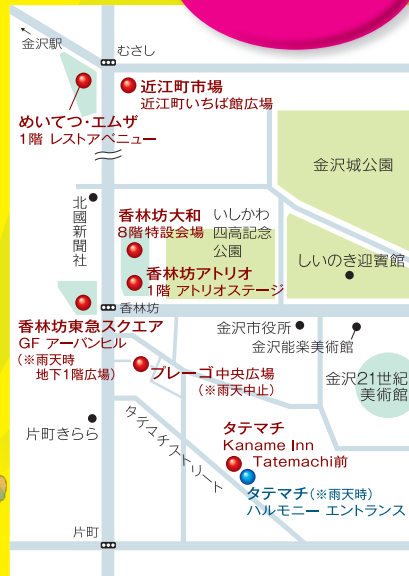 金沢駅
むさし
近江町市場
近江町いちば館広場
めいてつ・エムザ
1階 レストアベニュー
金沢城公園
北國新聞社
香林坊大和
8階特設会場
いしかわ
四高記念
公園
しいのき迎賓館
香林坊アトリオ
1階 アトリオステージ
香林坊
香林坊東急スクエア
GF アーバンヒル
(※雨天時
地下1階広場)
金沢市役所
金沢能楽美術館
プレーゴ中央広場
(※雨天中止)
金沢21世紀
美術館
片町きらら
タテマチストリート
タテマチ
Kaname Inn
Tatemachi前
タテマチ(※雨天時)
ハルモニー エントランス
片町